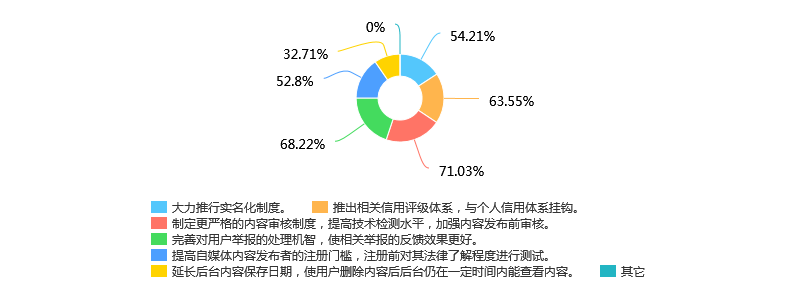 0%
54.21%
32.71%
52.8%
63.55%
68.22%
71.03%
大力推行实名化制度。 推出相关信用评级体系，与个人信用体系挂钩。
制定更严格的内容审核制度，提高技术检测水平，加强内容发布前审核。
完善对用户举报的处理机智，使相关举报的反馈效果更好。
提高自媒体内容发布者的注册门槛，注册前对其法律了解程度进行测试。
延长后台内容保存日期，使用户删除内容后后台仍在一定时间内能查看内容。 其它